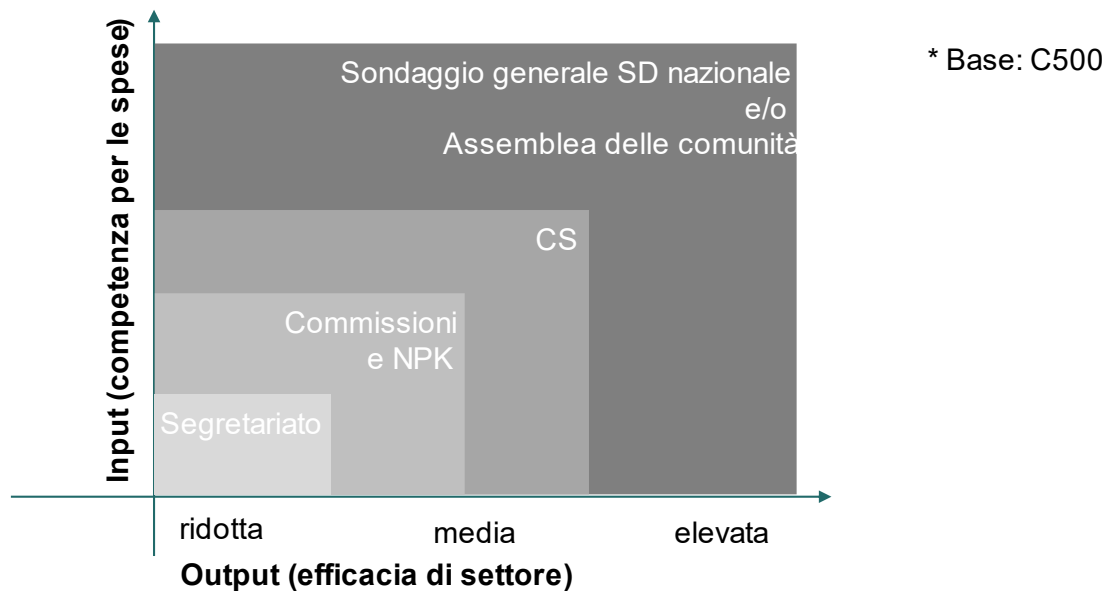 Input (competenza per le spese)
Sondaggio generale SD nazionale
e/o
Assemblea delle comunità
* Base: C500
CS
Commissioni
e NPK
Segretariato
ridotta
media
elevata
Output (efficacia di settore)